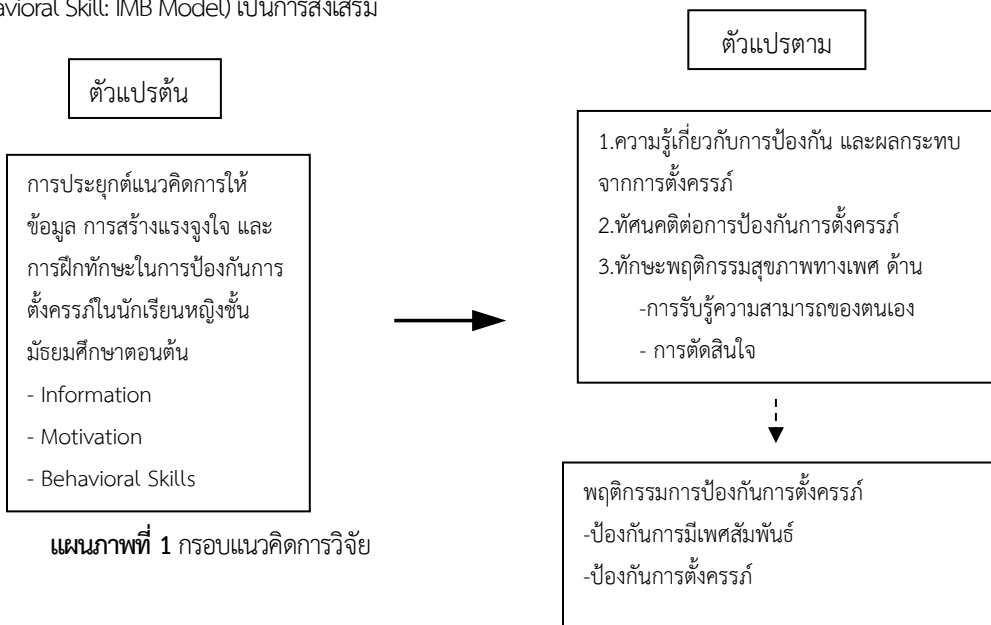 avioral Skill: IMB Model) เป็นการส่งเสริม
ตัวแปรต้น
การประยุกต์แนวคิดการให้
ข้อมูล การสร้างแรงจูงใจ และ
การฝึกทักษะในการป้องกันการ
ตั้งครรภ์ในนักเรียนหญิงชั้น
มัธยมศึกษาตอนต้น
- Information
- Motivation
- Behavioral Skills
แผนภาพที่ 1 กรอบแนวคิดการวิจัย
ตัวแปรตาม
1.ความรู้เกี่ยวกับการป้องกัน และผลกระทบ
จากการตั้งครรภ์
2.ทัศนคติต่อการป้องกันการตั้งครรภ์
3.ทักษะพฤติกรรมสุขภาพทางเพศ ด้าน
-การรับรู้ความสามารถของตนเอง
- การตัดสินใจ
พฤติกรรมการป้องกันการตั้งครรภ์
-ป้องกันการมีเพศสัมพันธ์
-ป้องกันการตั้งครรภ์